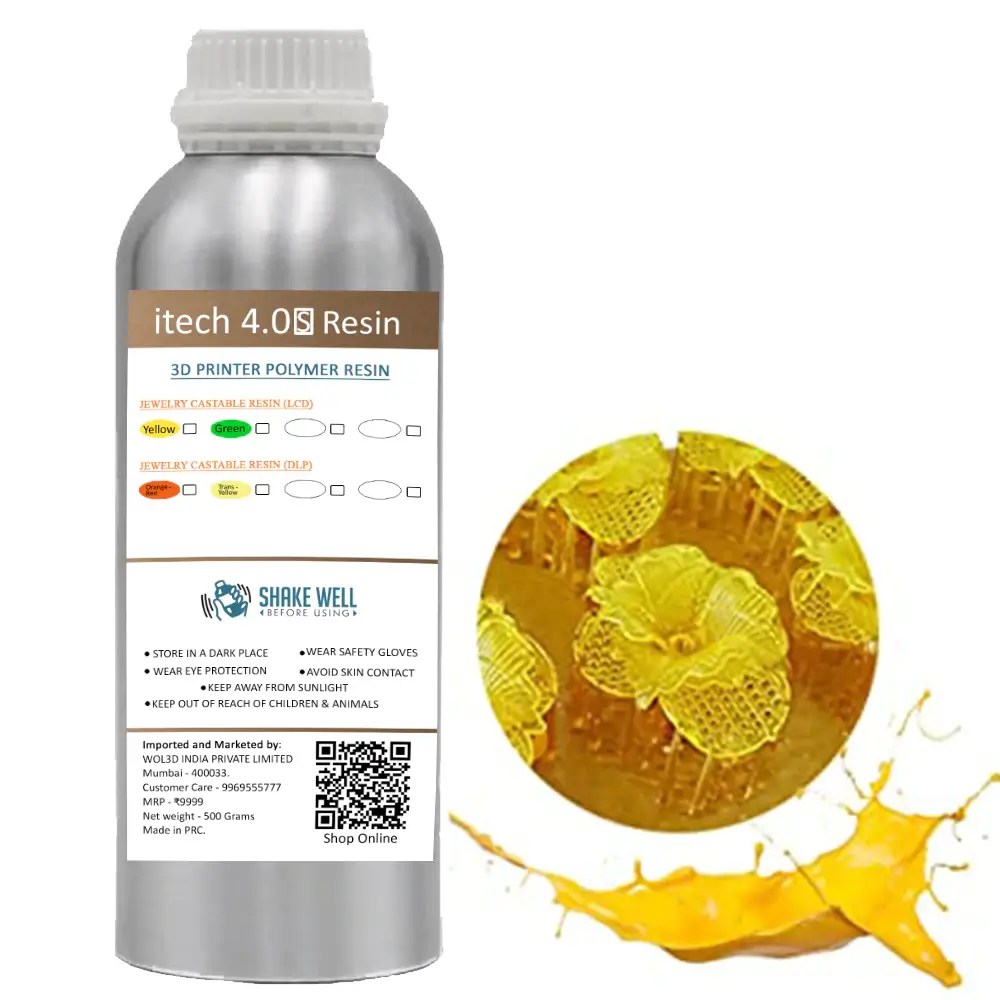 itech 4.0S Resin
3D PRINTER POLYMER RESIN
JEWELRY CASTABLE RESIN (LCD)
Yellow Green
JEWELRY CASTABLE RESIN (DLP)
Orange - Red Trans - Yellow
SHAKE WELL
BEFORE USING
• STORE IN A DARK PLACE • WEAR SAFETY GLOVES
• WEAR EYE PROTECTION • AVOID SKIN CONTACT
• KEEP AWAY FROM SUNLIGHT
• KEEP OUT OF REACH OF CHILDREN & ANIMALS
Imported and Marketed by:
WOL3D INDIA PRIVATE LIMITED
Mumbai - 400033.
Customer Care - 9969555777
MRP - ₹9999
Net weight - 500 Grams
Made in PRC.
Shop Online